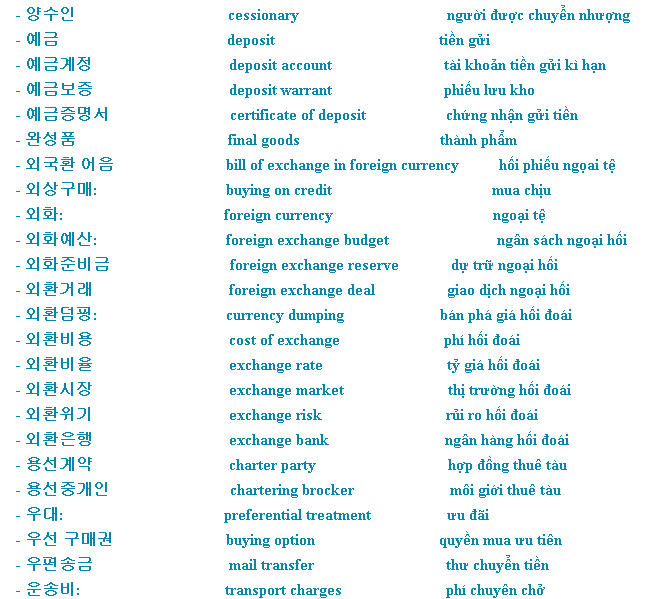 - 양수인 cessionary người được chuyển nhượng
- 예금 deposit tiền gửi
- 예금계정 deposit account tài khoản tiền gửi kì hạn
- 예금보증 deposit warrant phiếu lưu kho
- 예금증명서 certificate of deposit chứng nhận gửi tiền
- 완성품 final goods thành phẩm
- 외국환 어음 bill of exchange in foreign currency hối phiếu ngọai tệ
- 외상구매: buying on credit mua chịu
- 외화: foreign currency ngoại tệ
- 외화예산: foreign exchange budget ngân sách ngoại hối
- 외화준비금 foreign exchange reserve dự trữ ngoại hối
- 외환거래 foreign exchange deal giao dịch ngoại hối
- 외환덤핑: currency dumping bán phá giá hối đoái
- 외환비용 cost of exchange phí hối đoái
- 외환비율 exchange rate tỷ giá hối đoái
- 외환시장 exchange market thị trường hối đoái
- 외환위기 exchange risk rủi ro hối đoái
- 외환은행 exchange bank ngân hàng hối đoái
- 용선계약 charter party hợp đồng thuê tàu
- 용선중개인 chartering brocker môi giới thuê tàu
- 우대: preferential treatment ưu đãi
- 우선 구매권 buying option quyền mua ưu tiên
- 우편송금 mail transfer thư chuyển tiền
- 운송비: transport charges phí chuyên chở